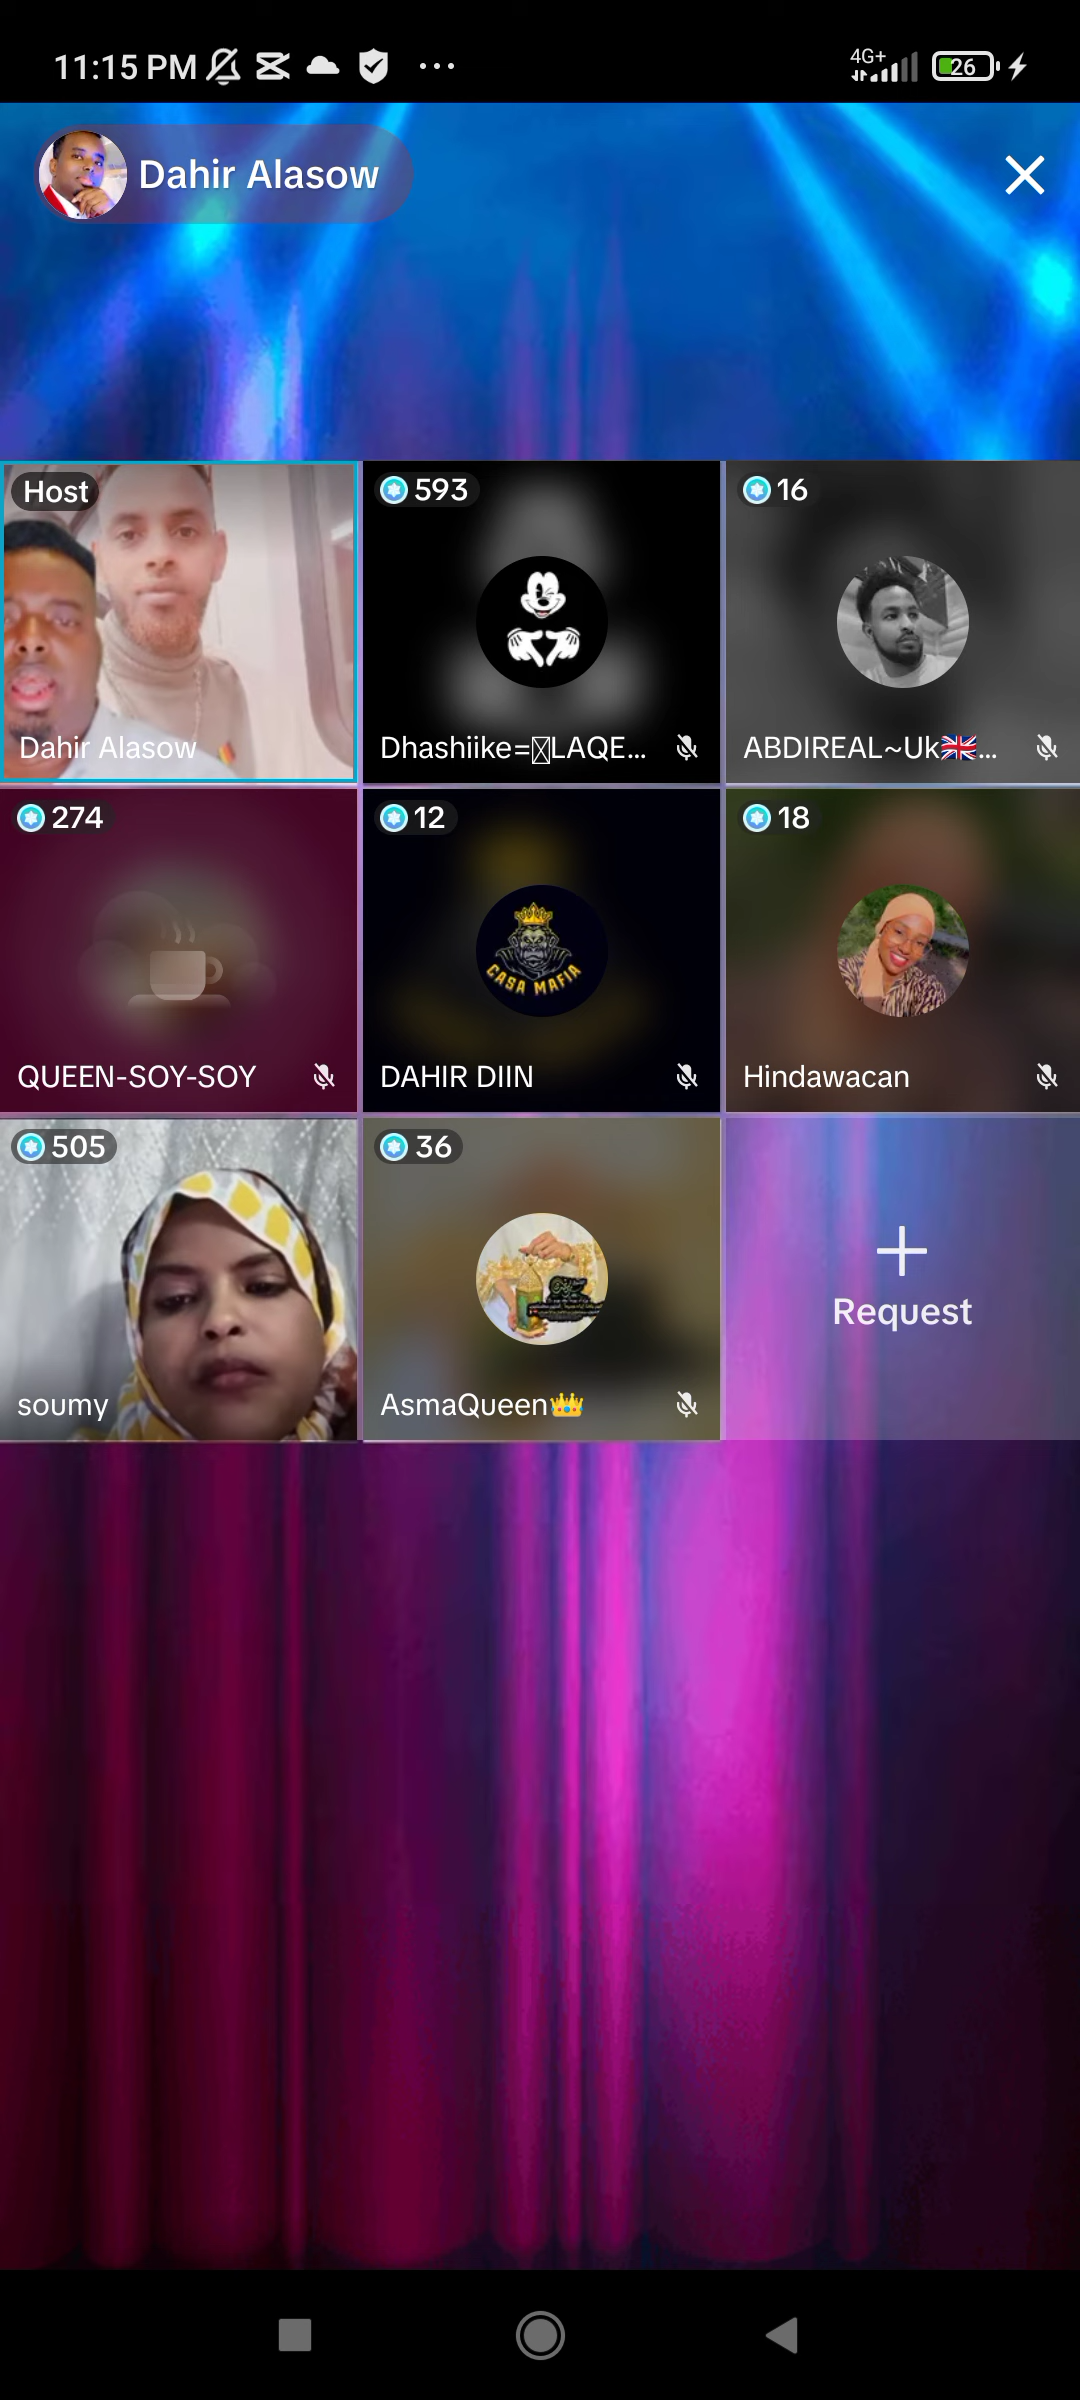 11:15 PM
4G+
26
Dahir Alasow
Host
593
16
Dahir Alasow
Dhashiike=LAQE...
ABDIREAL~Uk🇬🇧...
274
12
18
CASA MAFIA
QUEEN-SOY-SOY
DAHIR DIIN
Hindawacan
505
36
Request
soumy
AsmaQueen👑